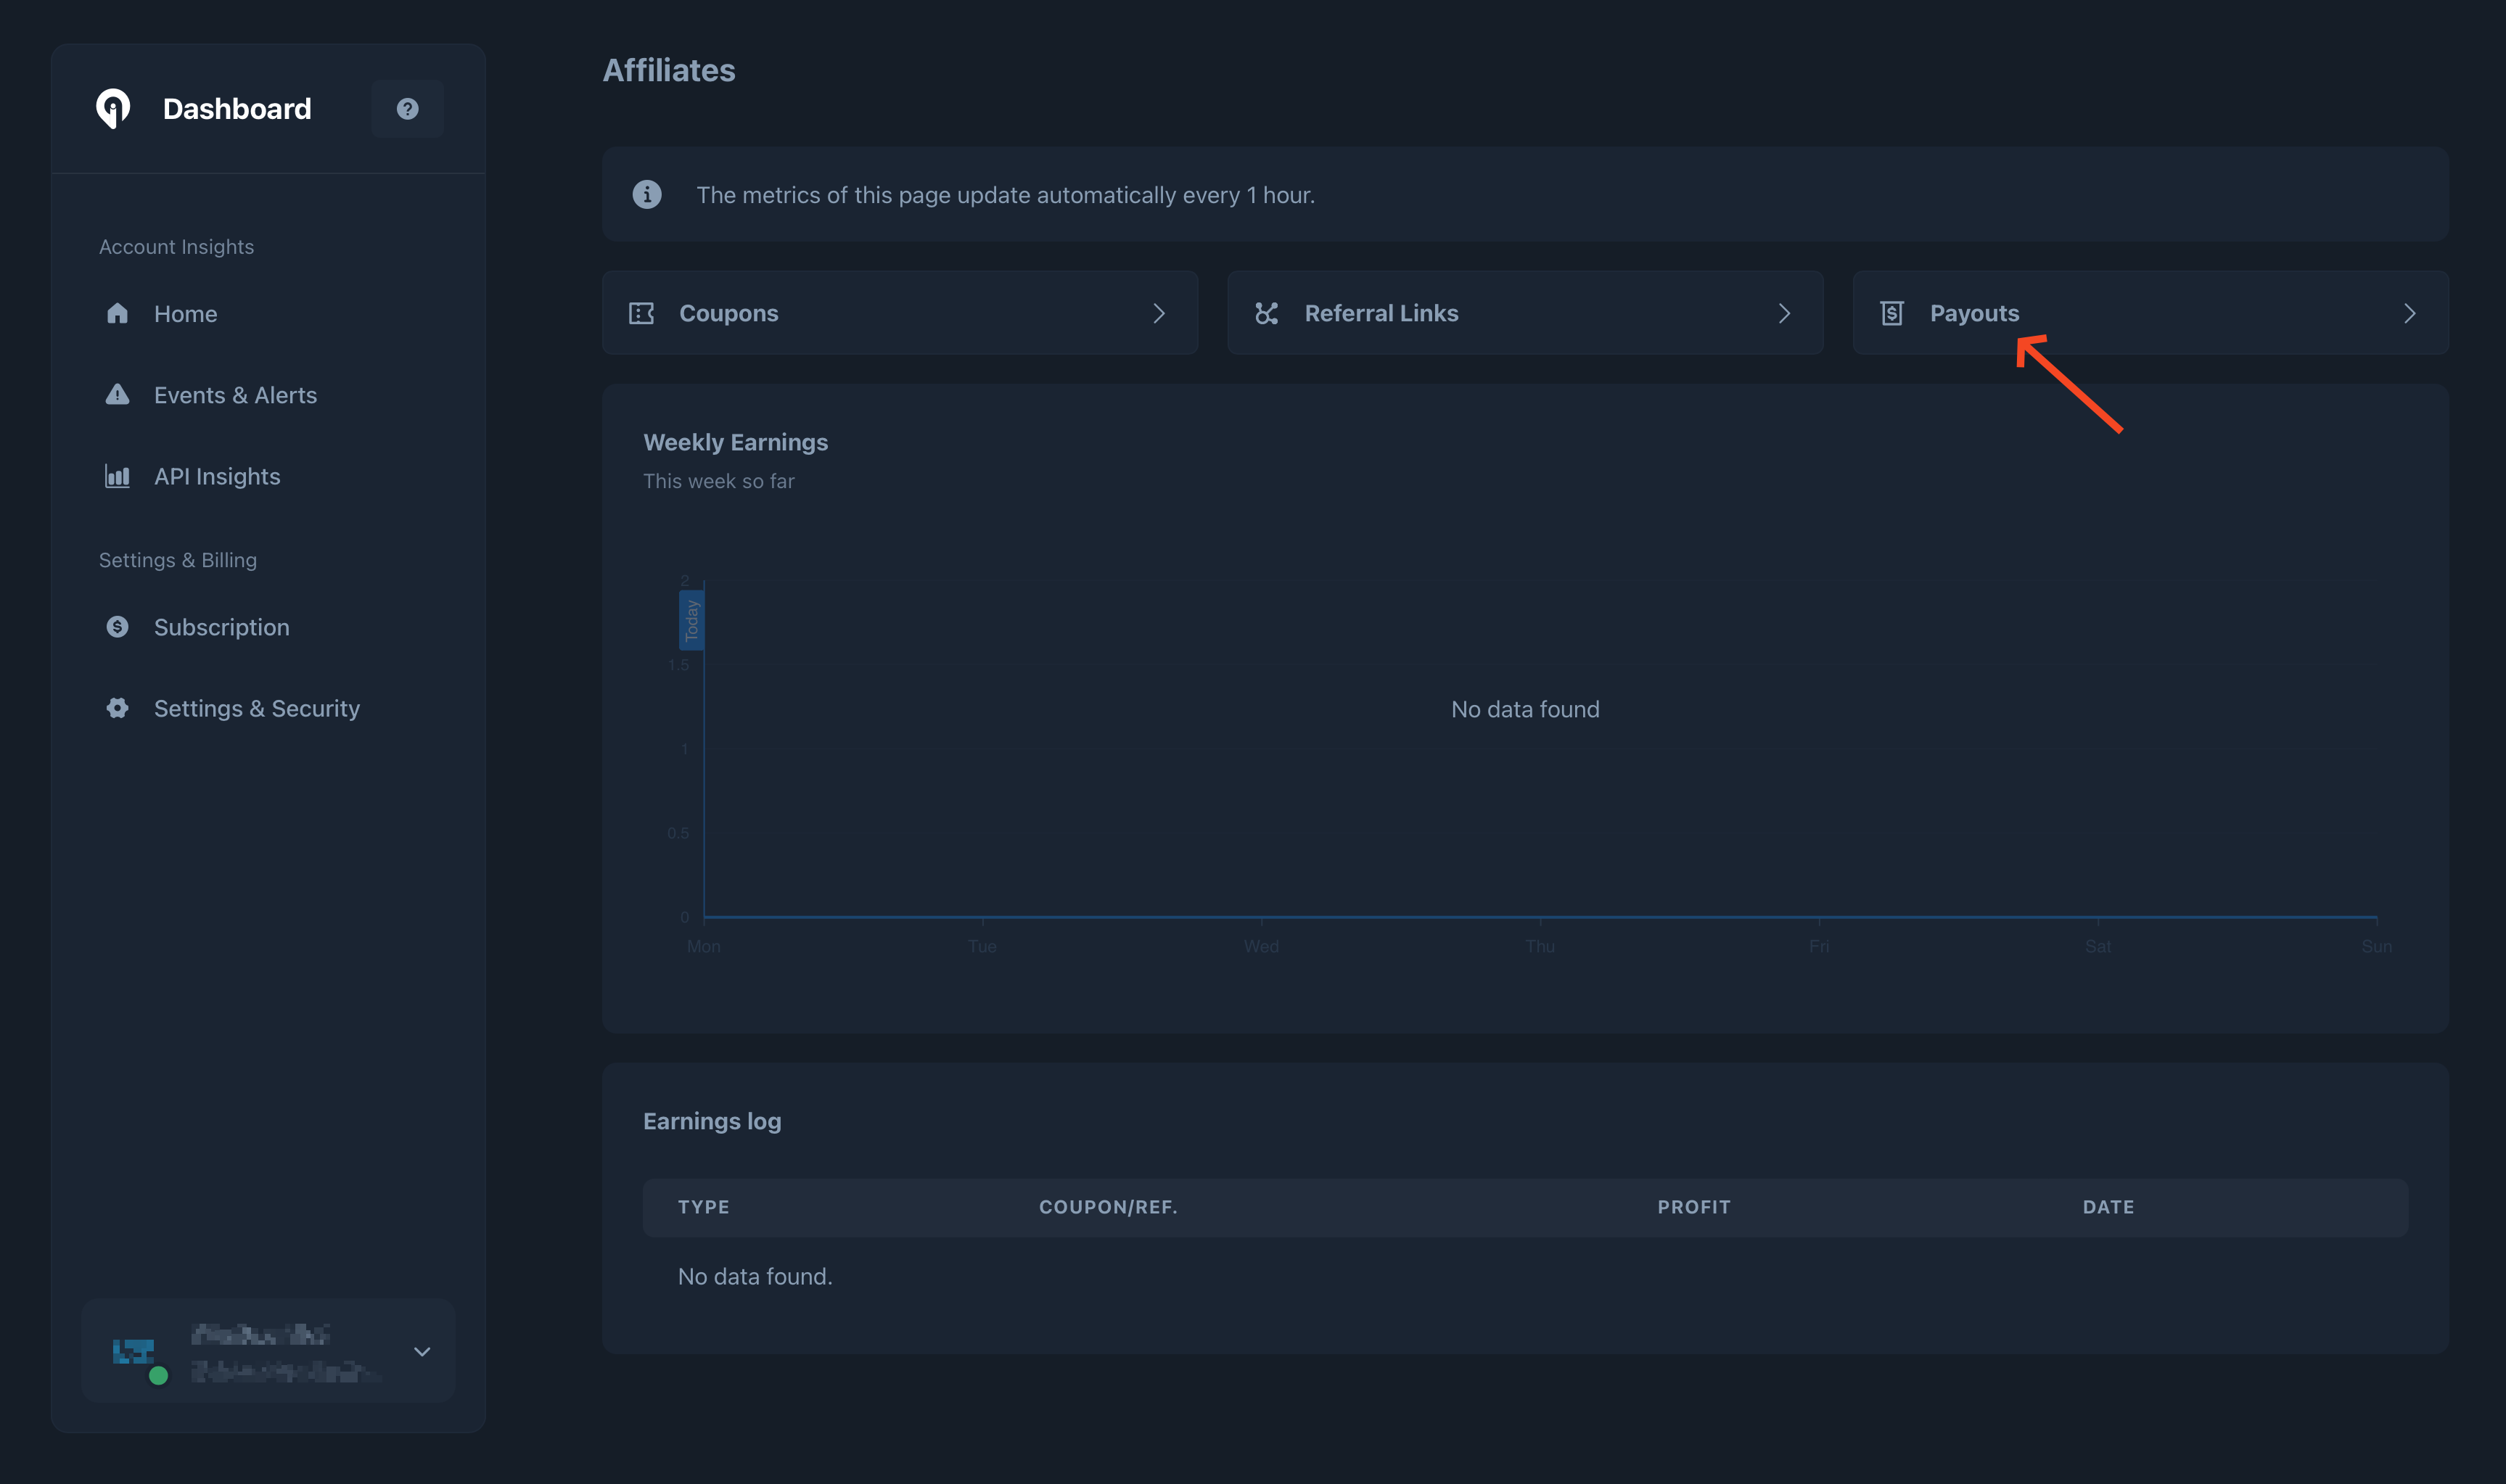 Dashboard
Account Insights
Home
Events & Alerts
API Insights
Settings & Billing
Subscription
Settings & Security
Affiliates
The metrics of this page update automatically every 1 hour.
Coupons
Referral Links
Payouts
Weekly Earnings
This week so far
2
Today
1.5
1
0.5
0
Mon Tue Wed Thu Fri Sat Sun
No data found
Earnings log
TYPE COUPON/REF. PROFIT DATE
No data found.